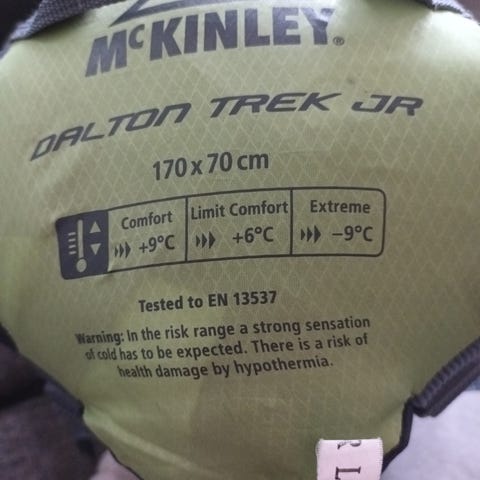 McKINLEY®
DALTON TREK JR
170 x 70 cm
Comfort Limit Comfort Extreme
+9°C +6°C −9°C
Tested to EN 13537
Warning: In the risk range a strong sensation
of cold has to be expected. There is a risk of
health damage by hypothermia.
R L